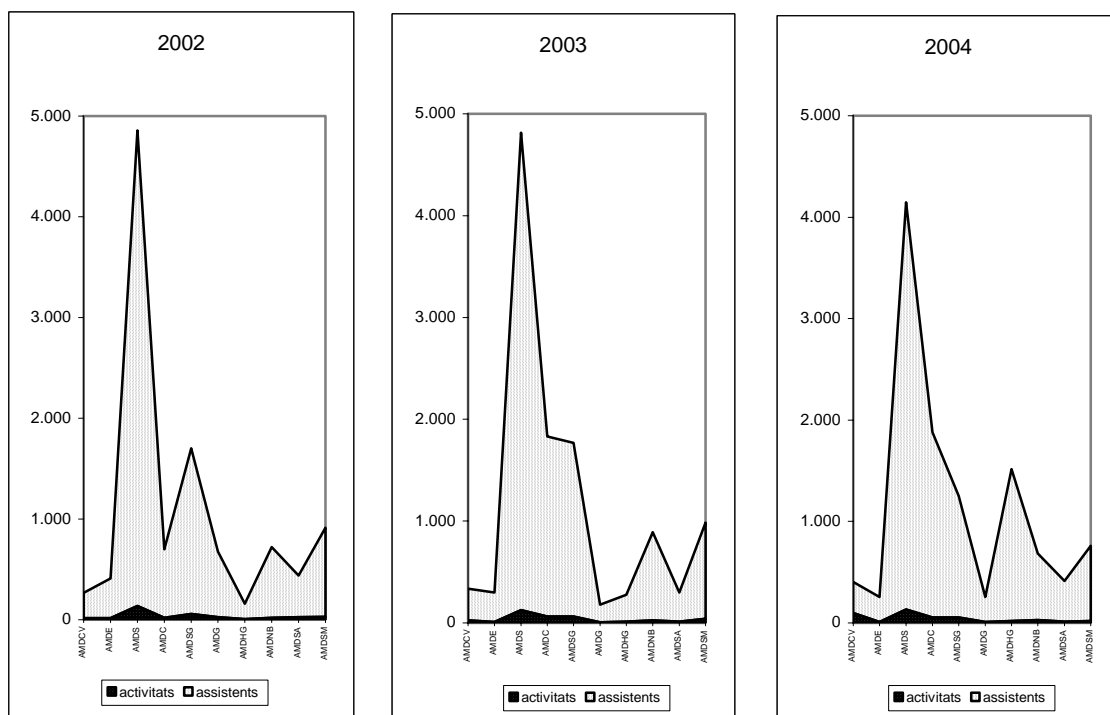 2002
5.000
4.000
3.000
2.000
1.000
0
AMDCV
AMDE
AMDS
AMDC
AMDSG
AMDG
AMDHG
AMDNB
AMDSA
AMDSM
activitats assistents
2003
5.000
4.000
3.000
2.000
1.000
0
AMDCV
AMDE
AMDS
AMDC
AMDSG
AMDG
AMDHG
AMDNB
AMDSA
AMDSM
activitats assistents
2004
5.000
4.000
3.000
2.000
1.000
0
AMDCV
AMDE
AMDS
AMDC
AMDSG
AMDG
AMDHG
AMDNB
AMDSA
AMDSM
activitats assistents